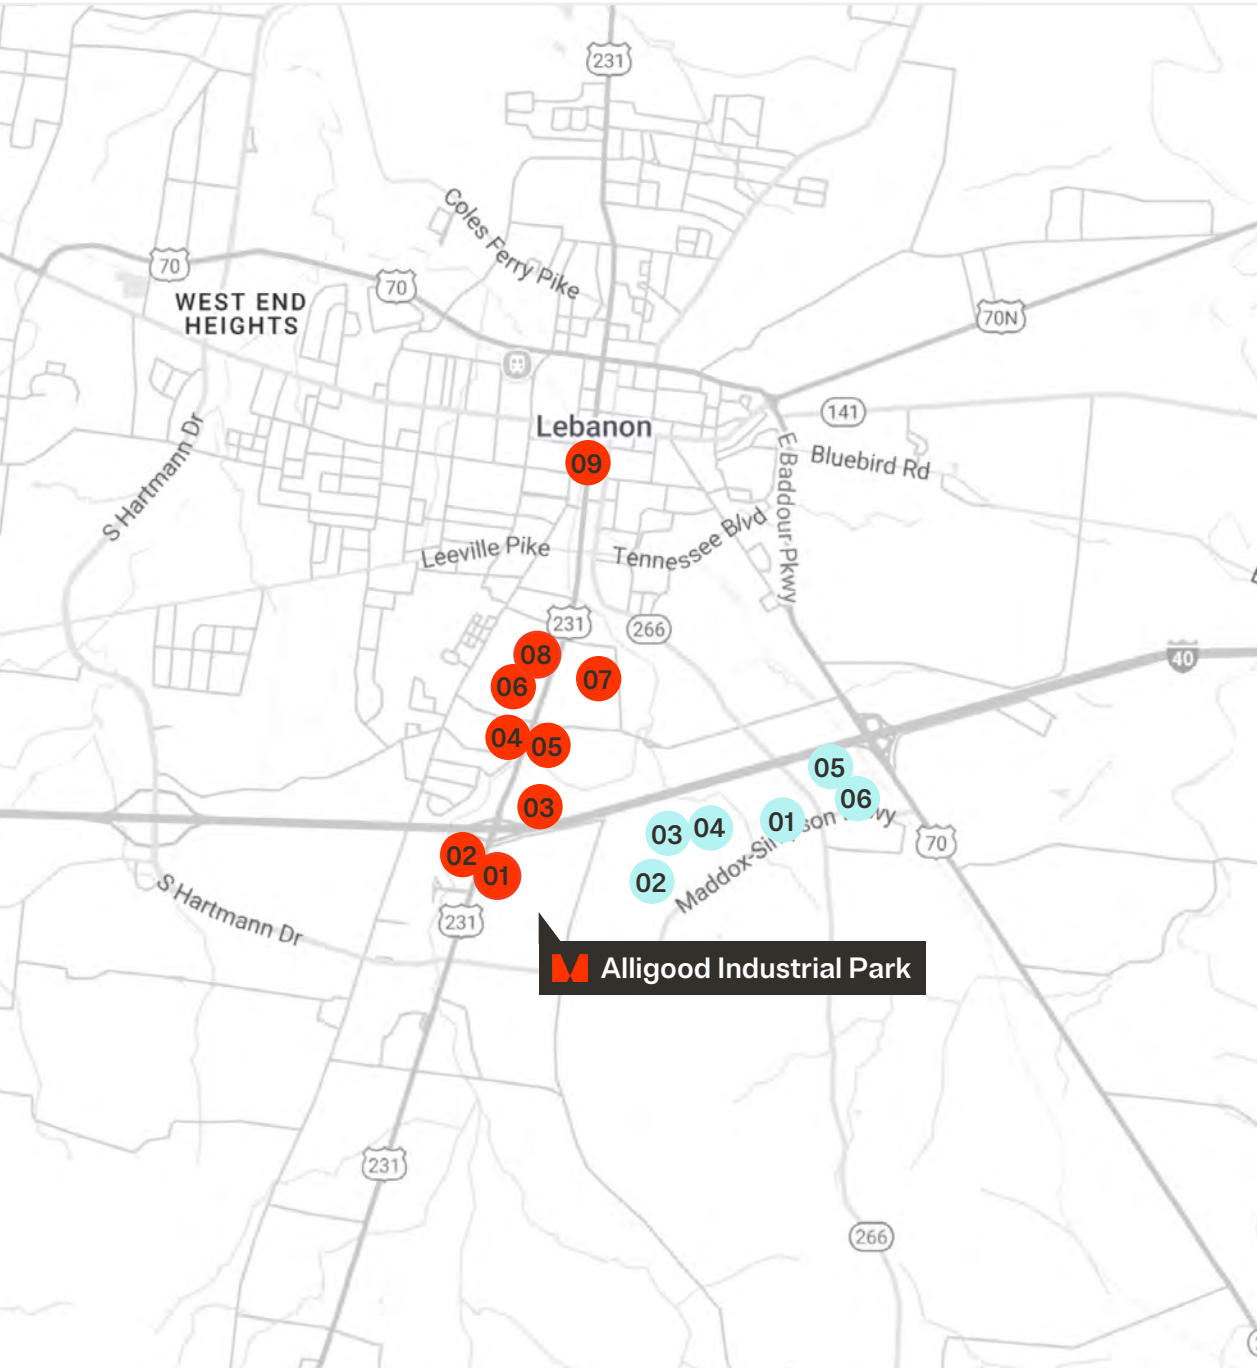 231
Coles Ferry Pike
70
70
WEST END
HEIGHTS
70N
141
Lebanon
09
E Baddour Pkwy
Bluebird Rd
S Hartmann Dr
Leeville Pike
Tennessee Blvd
231
266
08
07
06
40
04
05
05
03
06
03
04
01
70
02
01
02
S Hartmann Dr
231
Alligood Industrial Park
231
266